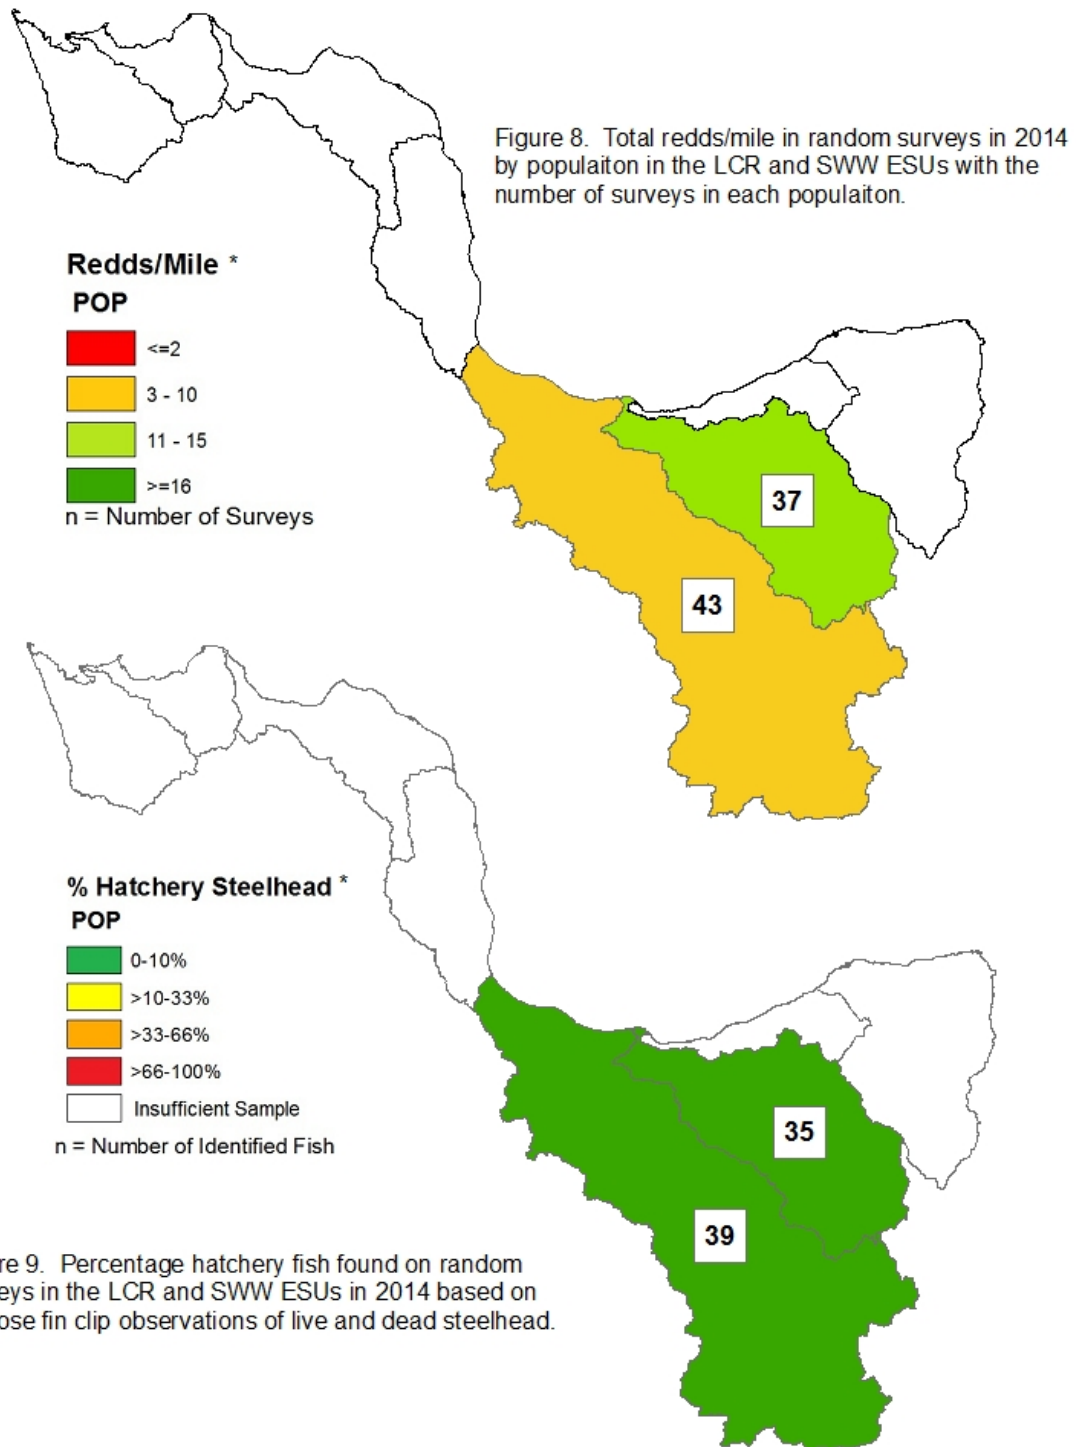 Figure 8.  Total redds/mile in random surveys in 2014
by populaiton in the LCR and SWW ESUs with the
number of surveys in each populaiton.
Redds/Mile *
POP
<=2
3 - 10
11 - 15
>=16
n = Number of Surveys
37
43
% Hatchery Steelhead *
POP
0-10%
>10-33%
>33-66%
>66-100%
Insufficient Sample
n = Number of Identified Fish
35
39
re 9.  Percentage hatchery fish found on random
eys in the LCR and SWW ESUs in 2014 based on
ose fin clip observations of live and dead steelhead.